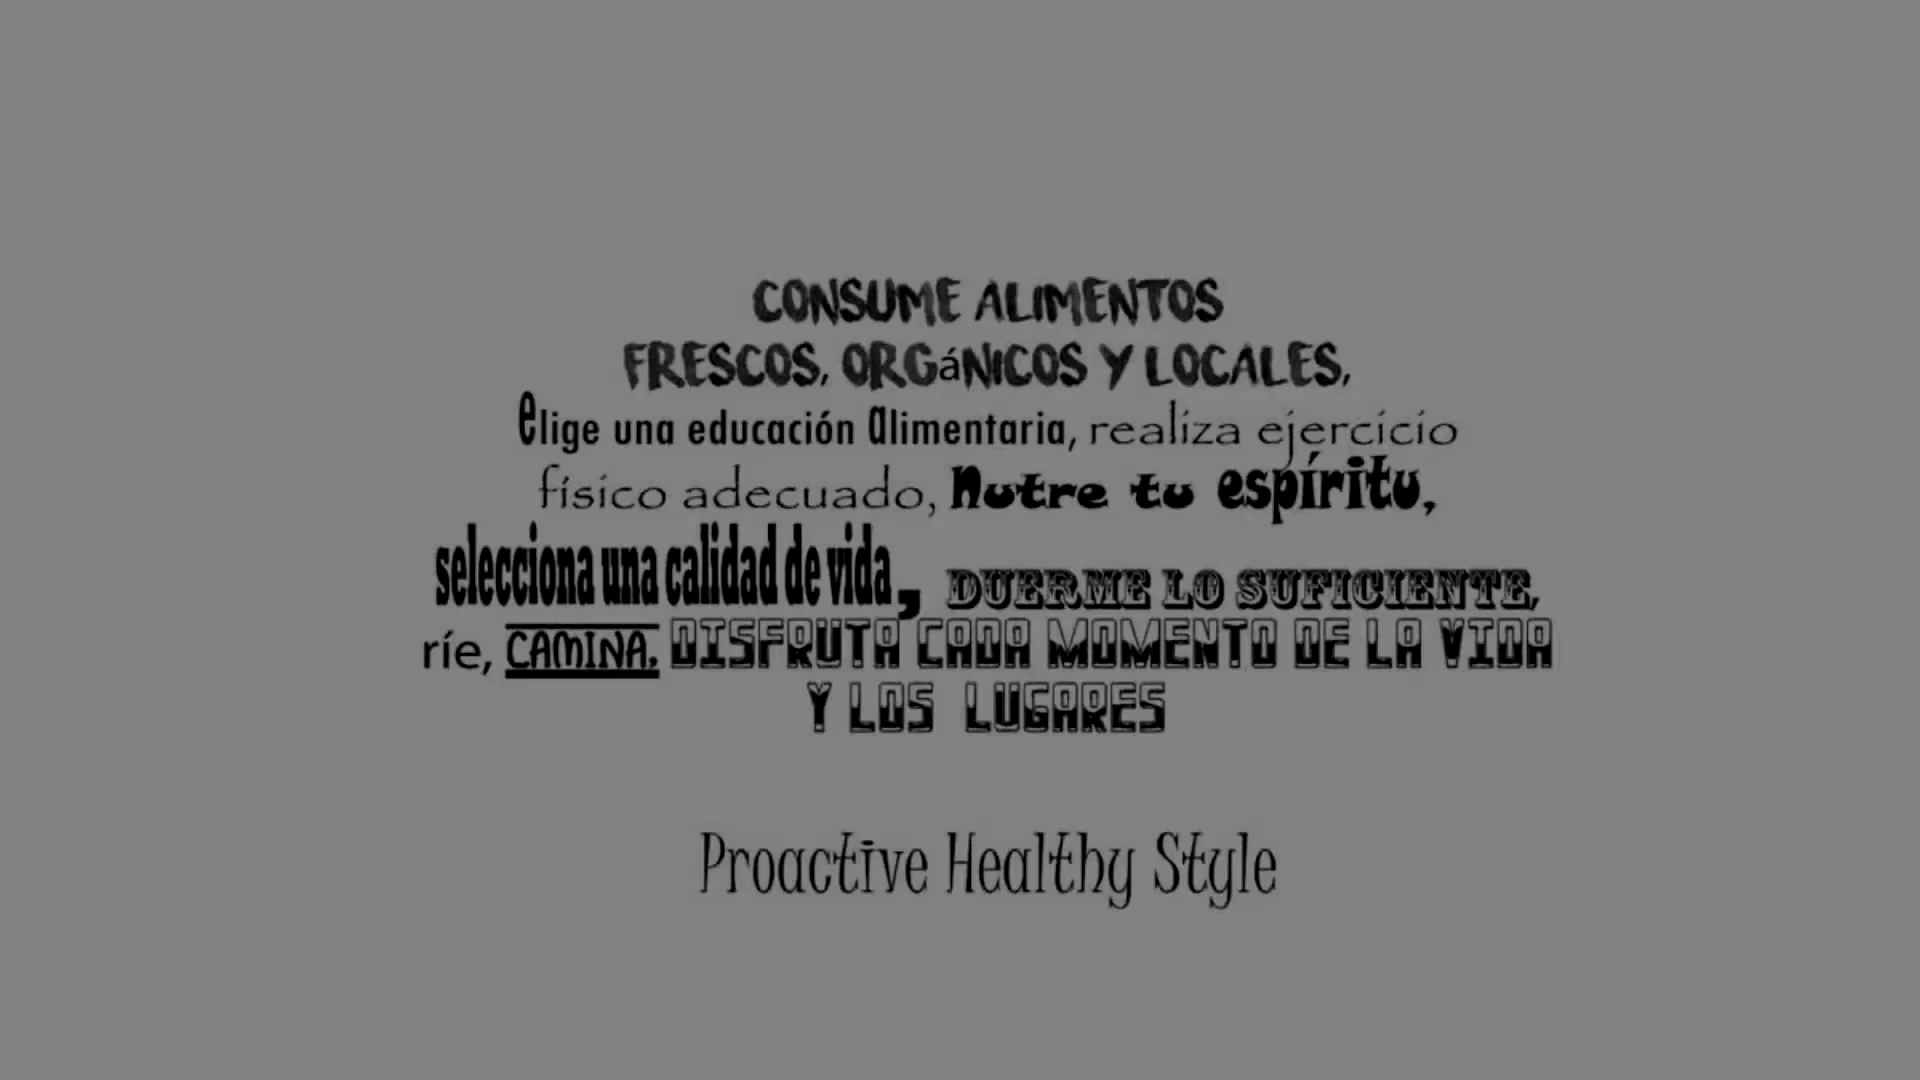 CONSUME ALIMENTOS
FRESCOS, ORGáNICOS Y LOCALES,
elige una educación alimentaria, realiza ejercicio
físico adecuado, nutre tu espíritu,
selecciona una calidad de vida, DUERME LO SUFICIENTE,
ríe, CAMINA, DISFRUTA CADA MOMENTO DE LA VIDA
Y LOS LUGARES
Proactive Healthy Style